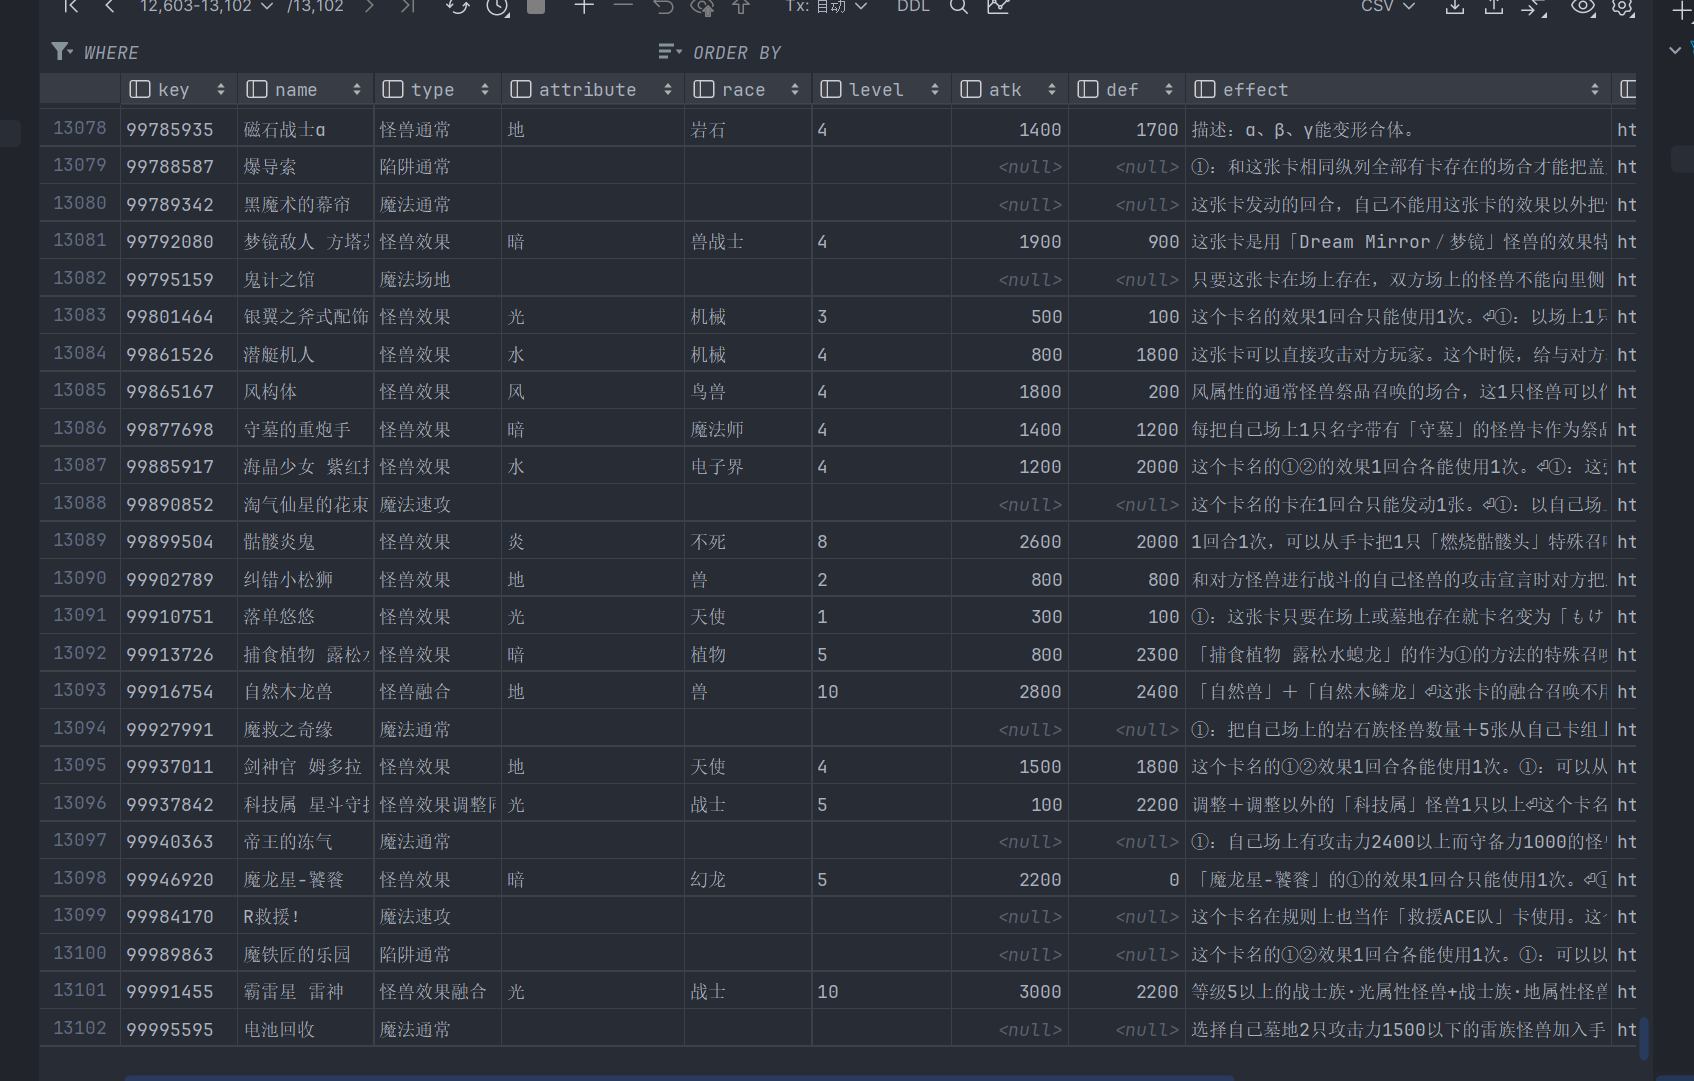 12,603-13,102 /13,102 Tx: 自动 DDL CSV
WHERE ORDER BY
key name type attribute race level atk def effect
13078 99785935 磁石战士α 怪兽通常 地 岩石 4 1400 1700 描述: α、β、γ能变形合体。 ht
13079 99788587 爆导索 陷阱通常 <null> <null> ①: 和这张卡相同纵列全部有卡存在的场合才能把盖 ht
13080 99789342 黑魔术的幕帘 魔法通常 <null> <null> 这张卡发动的回合, 自己不能用这张卡的效果以外把 ht
13081 99792080 梦镜敌人 方塔 怪兽效果 暗 兽战士 4 1900 900 这张卡是用「Dream Mirror/梦镜」怪兽的效果特 ht
13082 99795159 鬼计之馆 魔法场地 <null> <null> 只要这张卡在场上存在, 双方场上的怪兽不能向里侧 ht
13083 99801464 银翼之斧式配饰 怪兽效果 光 机械 3 500 100 这个卡名的效果1回合只能使用1次。⏎①: 以场上1只 ht
13084 99861526 潜艇机人 怪兽效果 水 机械 4 800 1800 这张卡可以直接攻击对方玩家。这个时候, 给与对方 ht
13085 99865167 风构体 怪兽效果 风 鸟兽 4 1800 200 风属性的通常怪兽祭品召唤的场合, 这1只怪兽可以作 ht
13086 99877698 守墓的重炮手 怪兽效果 暗 魔法师 4 1400 1200 每把自己场上1只名字带有「守墓」的怪兽卡作为祭品 ht
13087 99885917 海晶少女 紫红 怪兽效果 水 电子界 4 1200 2000 这个卡名的①②的效果1回合各能使用1次。⏎①: 这张 ht
13088 99890852 淘气仙星的花束 魔法速攻 <null> <null> 这个卡名的卡在1回合只能发动1张。⏎①: 以自己场 ht
13089 99899504 骷髅炎鬼 怪兽效果 炎 不死 8 2600 2000 1回合1次, 可以从手卡把1只「燃烧骷髅头」特殊召唤 ht
13090 99902789 纠错小松狮 怪兽效果 地 兽 2 800 800 和对方怪兽进行战斗的自己怪兽的攻击宣言时对方把 ht
13091 99910751 落单悠悠 怪兽效果 光 天使 1 300 100 ①: 这张卡只要在场上或墓地存在就卡名变为「もけ ht
13092 99913726 捕食植物 露松水 怪兽效果 暗 植物 5 800 2300 「捕食植物 露松水螅龙」的作为①的方法的特殊召唤 ht
13093 99916754 自然木龙兽 怪兽融合 地 兽 10 2800 2400 「自然兽」+「自然木鳞龙」⏎这张卡的融合召唤不用 ht
13094 99927991 魔救之奇缘 魔法通常 <null> <null> ①: 把自己场上的岩石族怪兽数量+5张从自己卡组上 ht
13095 99937011 剑神官 姆多拉 怪兽效果 地 天使 4 1500 1800 这个卡名的①②效果1回合各能使用1次。①: 可以从 ht
13096 99937842 科技属 星斗守护 怪兽效果调整同 光 战士 5 100 2200 调整+调整以外的「科技属」怪兽1只以上⏎这个卡名 ht
13097 99940363 帝王的冻气 魔法通常 <null> <null> ①: 自己场上有攻击力2400以上而守备力1000的怪兽 ht
13098 99946920 魔龙星-饕餮 怪兽效果 暗 幻龙 5 2200 0 「魔龙星-饕餮」的①的效果1回合只能使用1次。⏎① ht
13099 99984170 R救援! 魔法速攻 <null> <null> 这个卡名在规则上也当作「救援ACE队」卡使用。这个 ht
13100 99989863 魔铁匠的乐园 陷阱通常 <null> <null> 这个卡名的①②效果1回合各能使用1次。①: 可以以 ht
13101 99991455 霸雷星 雷神 怪兽效果融合 光 战士 10 3000 2200 等级5以上的战士族·光属性怪兽+战士族·地属性怪兽 ht
13102 99995595 电池回收 魔法通常 <null> <null> 选择自己墓地2只攻击力1500以下的雷族怪兽加入手 ht